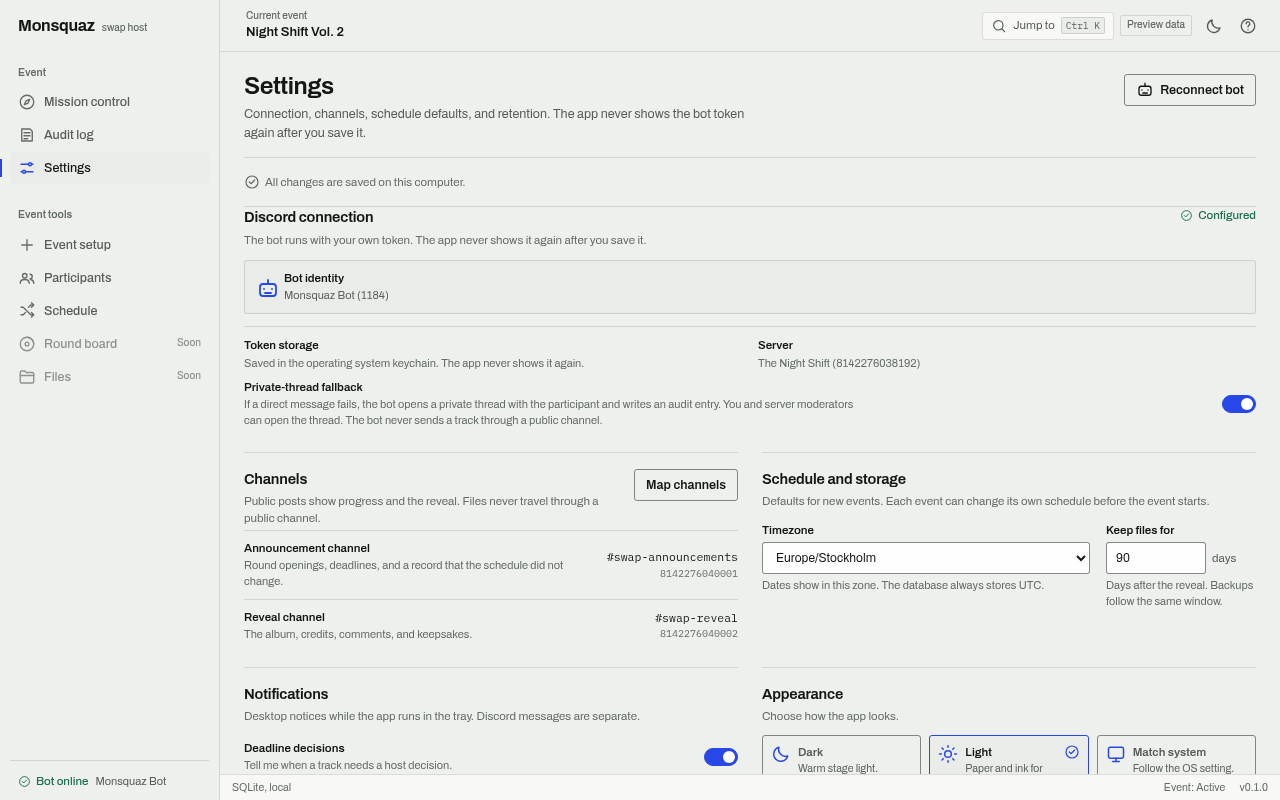 Monsquaz swap host
Event
Mission control
Audit log
Settings
Event tools
Event setup
Participants
Schedule
Round board Soon
Files Soon
Bot online Monsquaz Bot
Current event
Night Shift Vol. 2
Jump to Ctrl K
Preview data
Settings
Connection, channels, schedule defaults, and retention. The app never shows the bot token
again after you save it.
Reconnect bot
All changes are saved on this computer.
Discord connection
Configured
The bot runs with your own token. The app never shows it again after you save it.
Bot identity
Monsquaz Bot (1184)
Token storage
Saved in the operating system keychain. The app never shows it again.
Server
The Night Shift (8142276038192)
Private-thread fallback
If a direct message fails, the bot opens a private thread with the participant and writes an audit entry. You and server moderators
can open the thread. The bot never sends a track through a public channel.
Channels
Public posts show progress and the reveal. Files never travel through a
public channel.
Map channels
Announcement channel
Round openings, deadlines, and a record that the schedule did not
change.
#swap-announcements
8142276040001
Reveal channel
The album, credits, comments, and keepsakes.
#swap-reveal
8142276040002
Schedule and storage
Defaults for new events. Each event can change its own schedule before the event starts.
Timezone
Europe/Stockholm
Dates show in this zone. The database always stores UTC.
Keep files for
90 days
Days after the reveal. Backups
follow the same window.
Notifications
Desktop notices while the app runs in the tray. Discord messages are separate.
Deadline decisions
Tell me when a track needs a host decision.
Appearance
Choose how the app looks.
Dark
Warm stage light.
Light
Paper and ink for
Match system
Follow the OS setting.
SQLite, local
Event: Active v0.1.0